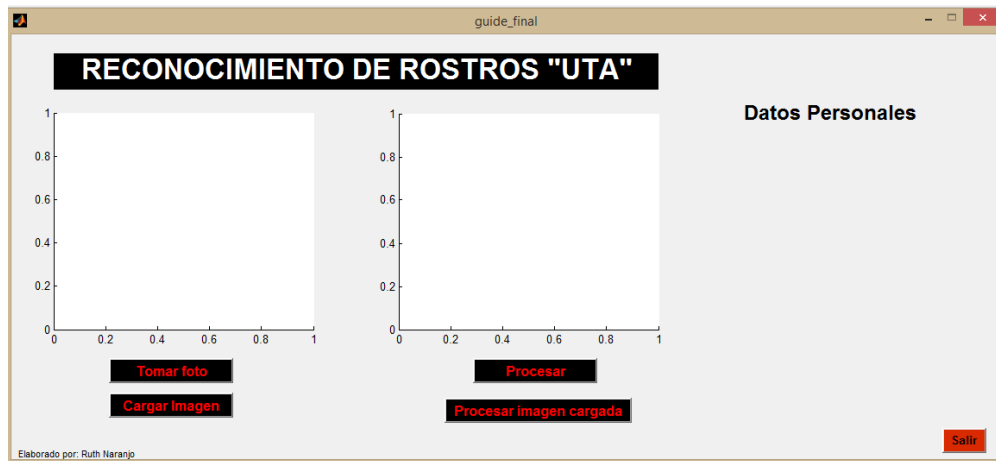 guide_final
RECONOCIMIENTO DE ROSTROS "UTA"
Datos Personales
1
0.8
0.6
0.4
0.2
0
0 0.2 0.4 0.6 0.8 1
1
0.8
0.6
0.4
0.2
0
0 0.2 0.4 0.6 0.8 1
Tomar foto
Procesar
Cargar Imagen
Procesar imagen cargada
Salir
Elaborado por: Ruth Naranjo